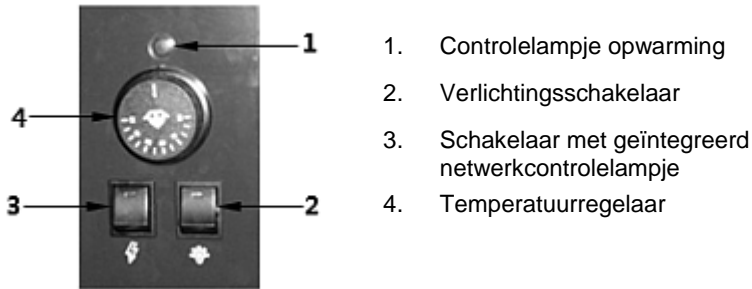 1
4
3
2
1. Controlelampje opwarming
2. Verlichtingsschakelaar
3. Schakelaar met geïntegreerd
netwerkcontrolelampje
4. Temperatuurregelaar